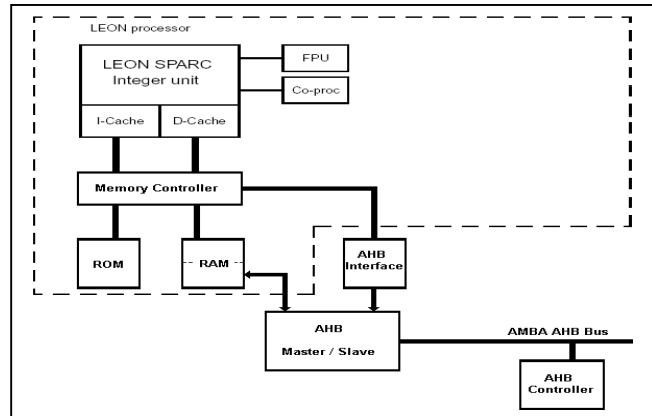 LEON processor
LEON SPARC
Integer unit
FPU
Co-proc
I-Cache
D-Cache
Memory Controller
ROM
RAM
AHB
Interface
AHB
Master / Slave
AMBA AHB Bus
AHB
Controller